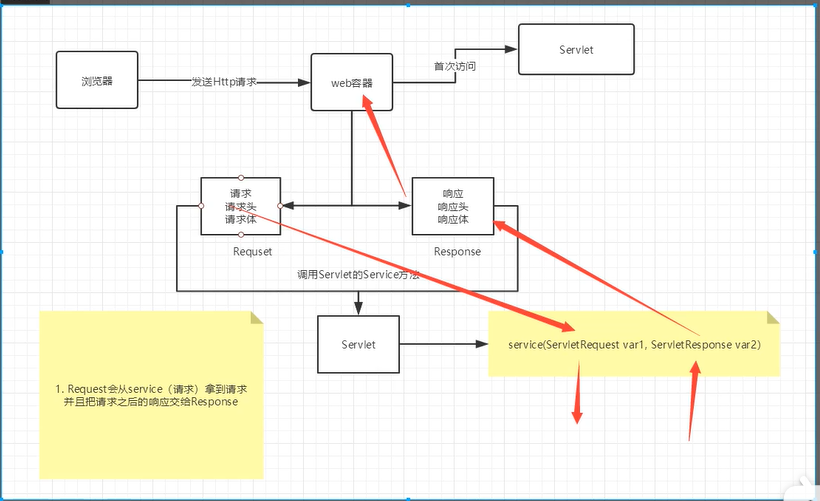 Servlet
浏览器
发送Http请求
web容器
首次访问
请求
请求头
请求体
响应
响应头
响应体
Requset
Response
调用Servlet的Service方法
Servlet
service(ServletRequest var1, ServletResponse var2)
1. Request会从service（请求）拿到请求
并且把请求之后的响应交给Response